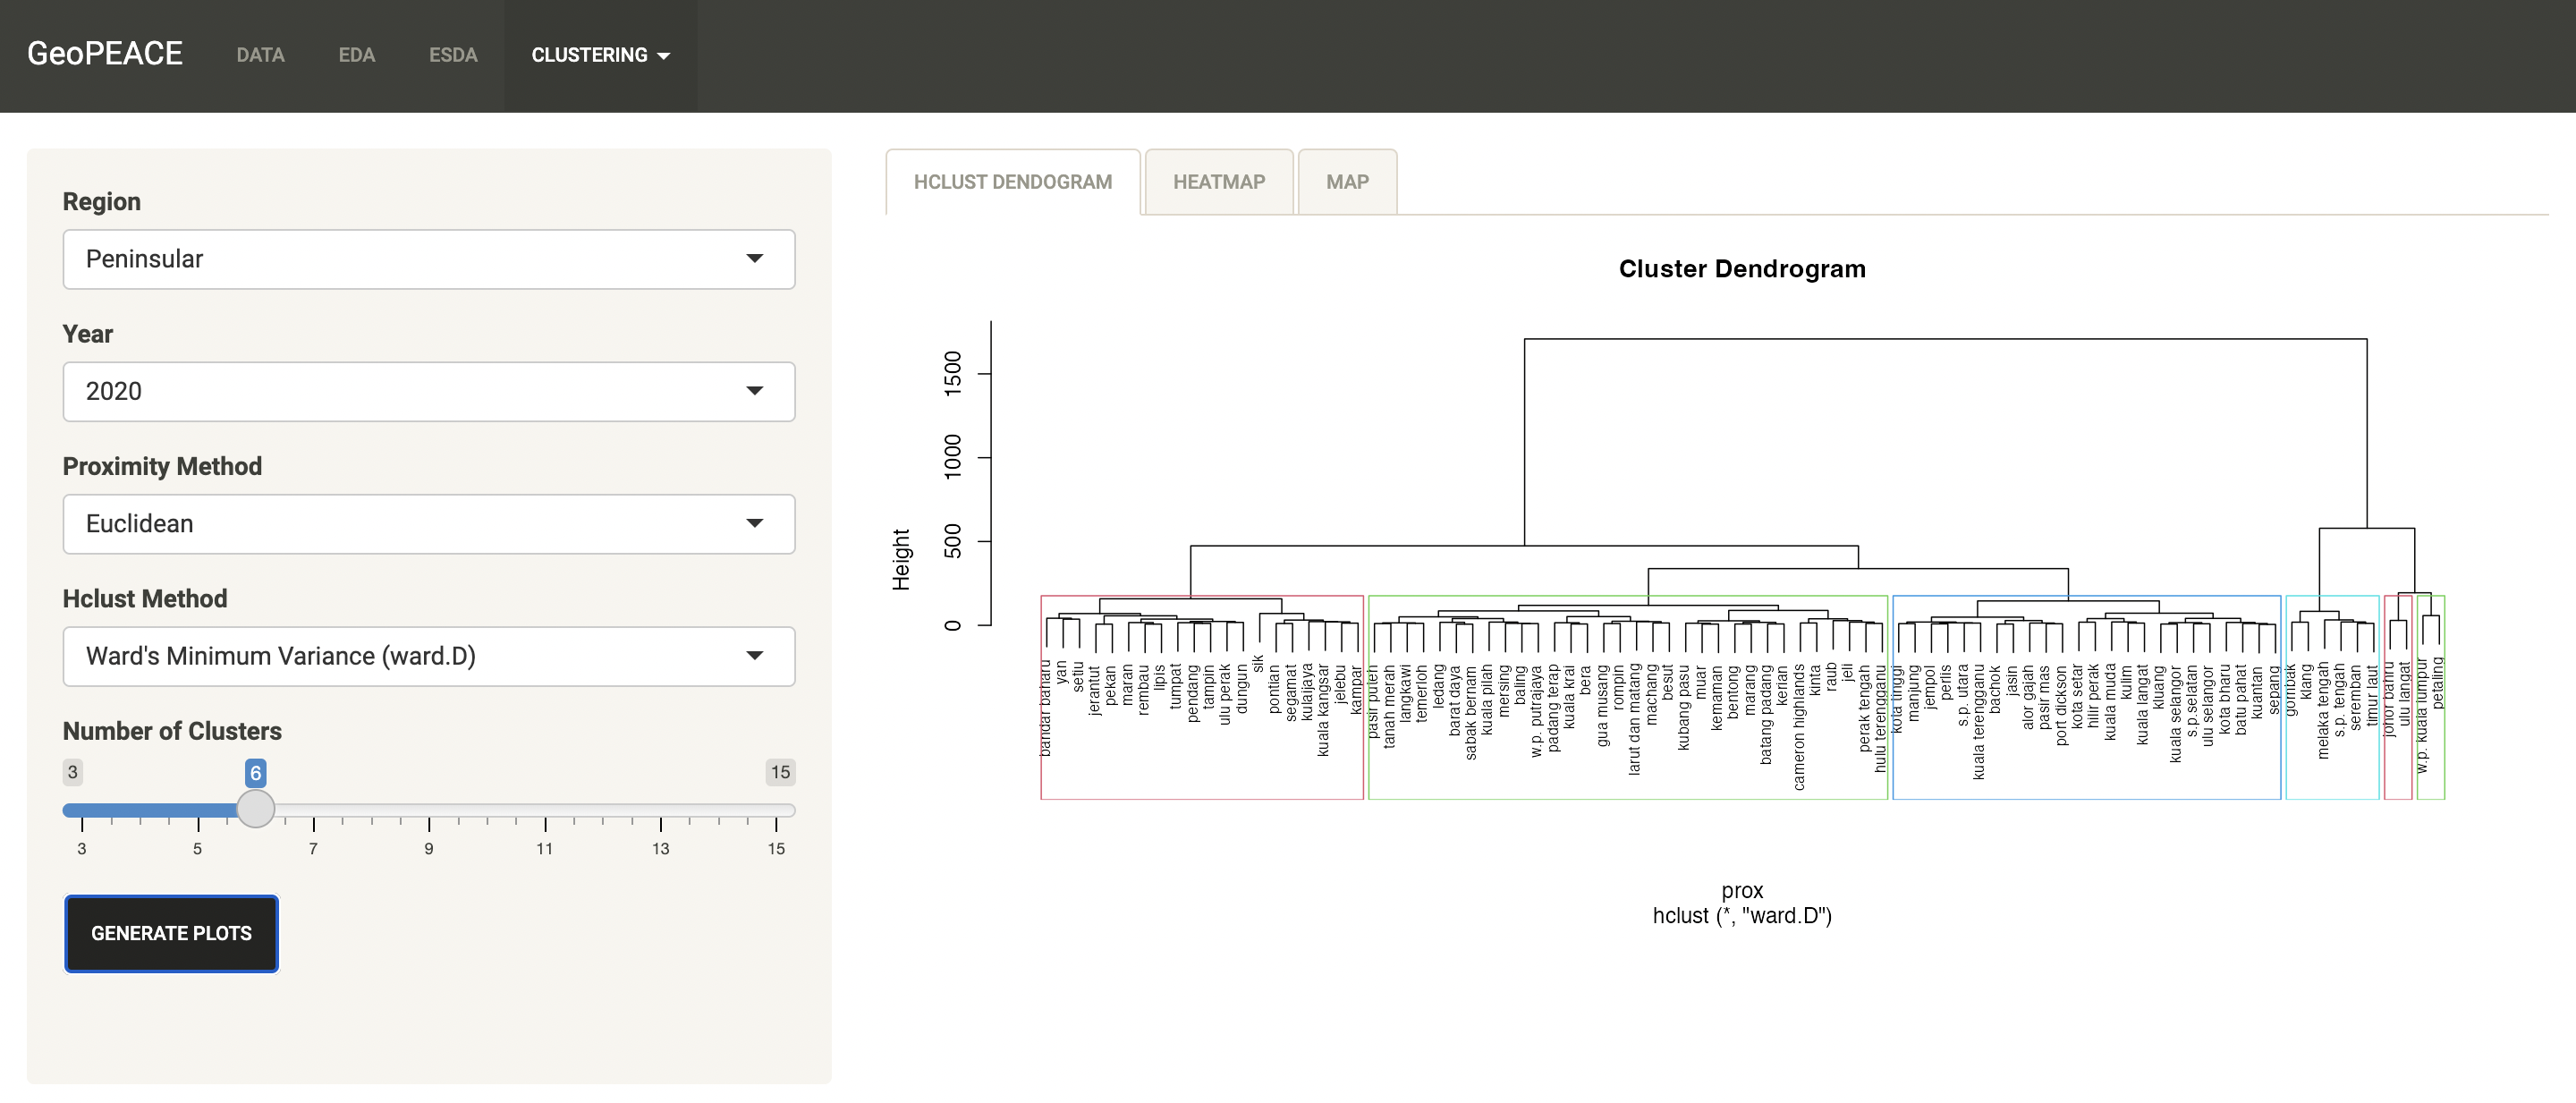 GeoPEACE DATA EDA ESDA CLUSTERING
Region
Peninsular
Year
2020
Proximity Method
Euclidean
Hclust Method
Ward's Minimum Variance (ward.D)
Number of Clusters
3 6 15
3 5 7 9 11 13 15
GENERATE PLOTS
HCLUST DENDOGRAM HEATMAP MAP
Cluster Dendrogram
Height
0 500 1000 1500
bandar baharu
yan
setiu
jerantut
pekan
maran
rembau
lipis
tumpat
pendang
tampin
ulu perak
dungun
sik
pontian
segamat
kulaijaya
kuala kangsar
jelebu
kampar
pasir puteh
tanah merah
langkawi
temerloh
ledang
barat daya
sabak bernam
kuala pilah
mersing
baling
w.p. putrajaya
padang terap
kuala krai
bera
gua musang
rompin
larut dan matang
machang
besut
kubang pasu
muar
kemaman
bentong
marang
batang padang
kerian
cameron highlands
kinta
raub
jeli
perak tengah
hulu terengganu
kota tinggi
manjung
jempol
perlis
s.p. utara
kuala terengganu
bachok
jasin
alor gajah
pasir mas
port dickson
kota setar
hilir perak
kuala muda
kulim
kuala langat
kluang
kuala selangor
s.p.selatan
ulu selangor
kota bharu
batu pahat
kuantan
sepang
gombak
klang
melaka tengah
s.p. tengah
seremban
timur laut
johor bahru
ulu langat
w.p. kuala lumpur
petaling
prox
hclust (*, "ward.D")